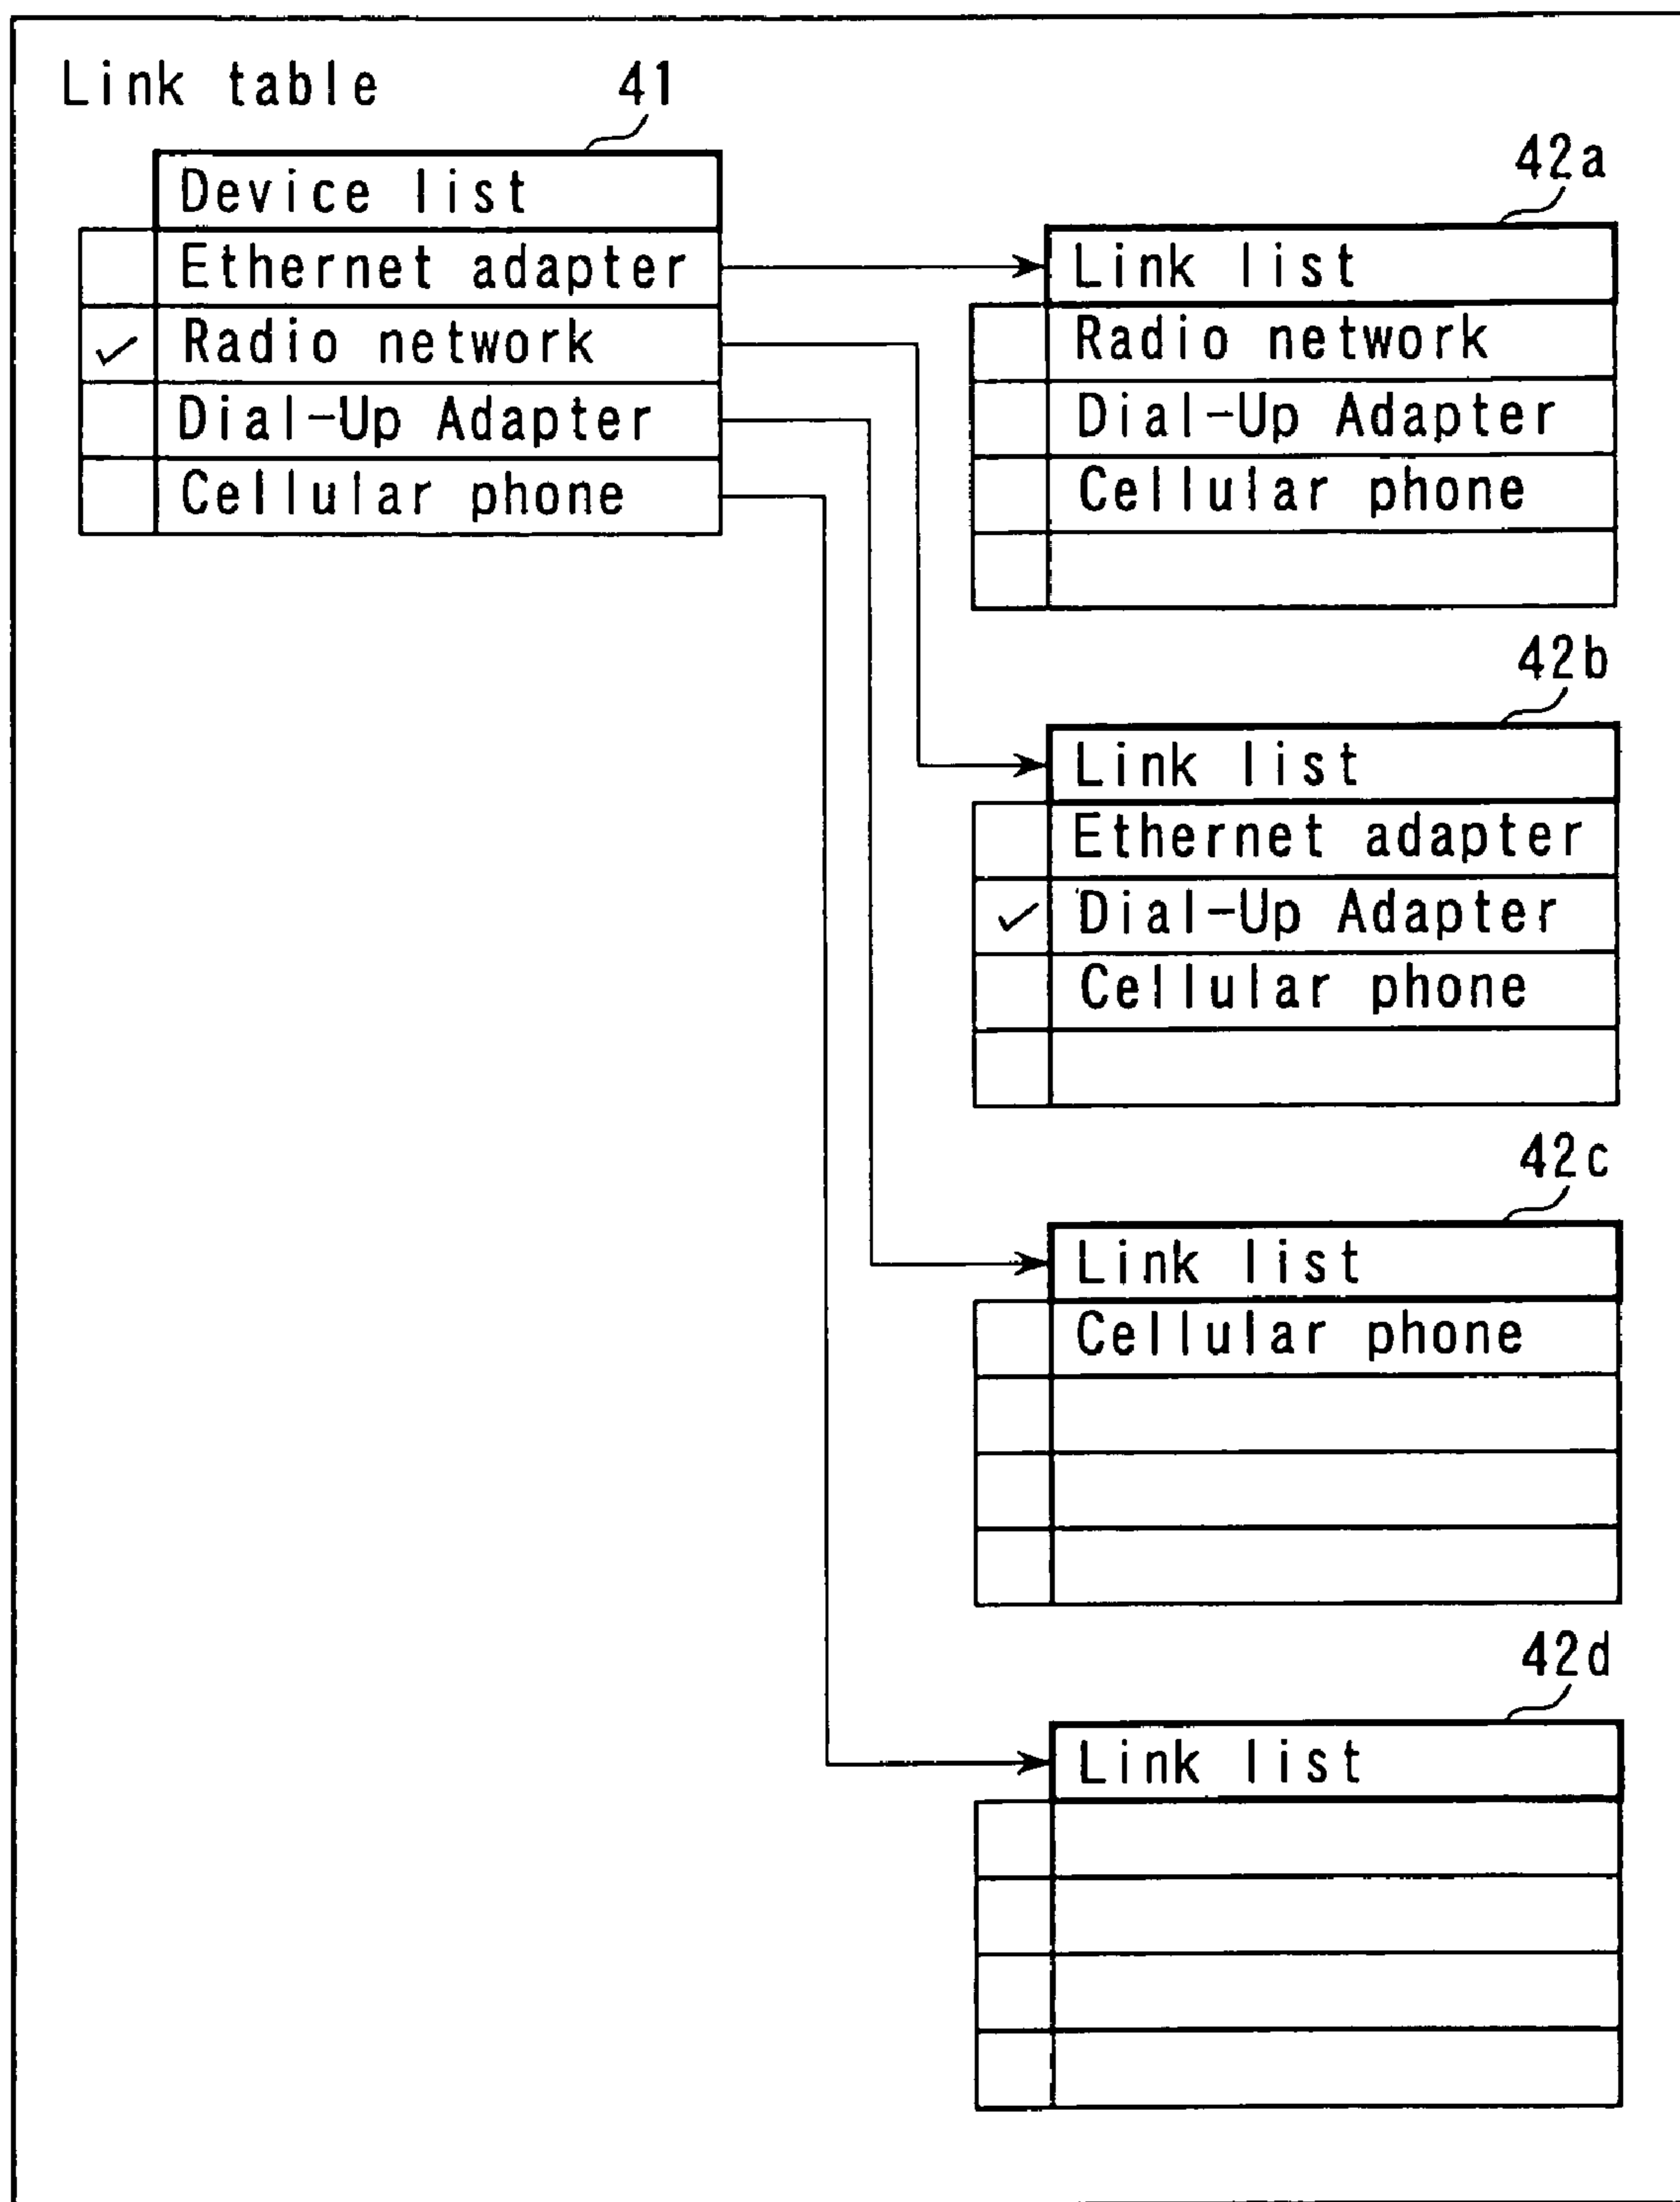 Link table
41
Device list
Ethernet adapter
✓ Radio network
Dial-Up Adapter
Cellular phone
42a
Link list
Radio network
Dial-Up Adapter
Cellular phone
42b
Link list
Ethernet adapter
✓ Dial-Up Adapter
Cellular phone
42c
Link list
Cellular phone
42d
Link list